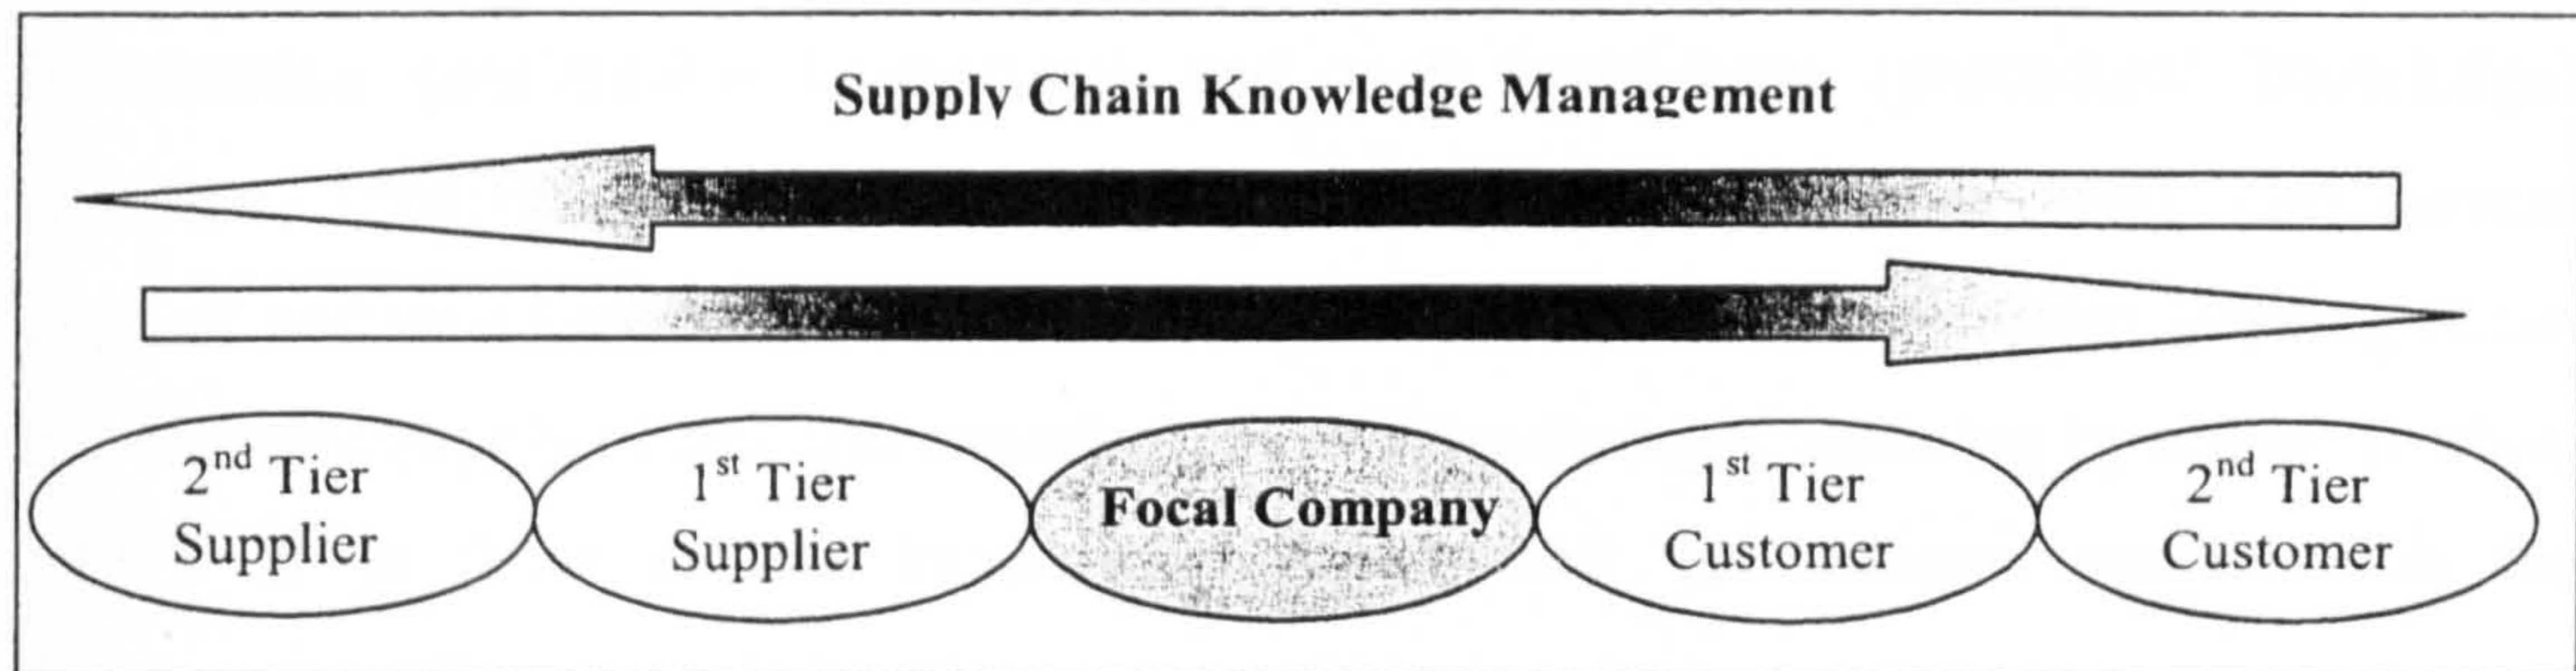 Supply Chain Knowledge Management
2nd Tier
Supplier
1st Tier
Supplier
Focal Company
1st Tier
Customer
2nd Tier
Customer